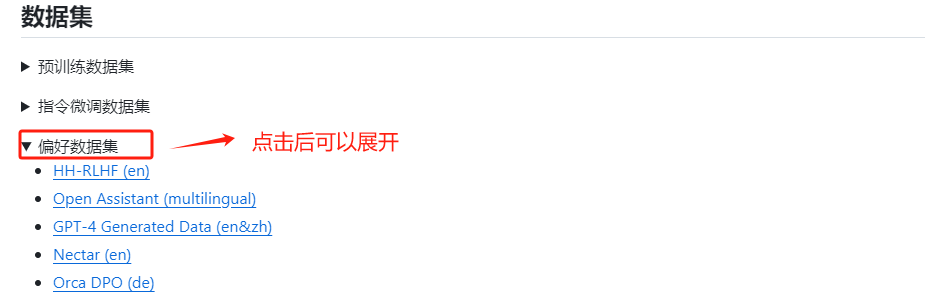 数据集
预训练数据集
指令微调数据集
偏好数据集
点击后可以展开
HH-RLHF (en)
Open Assistant (multilingual)
GPT-4 Generated Data (en&zh)
Nectar (en)
Orca DPO (de)